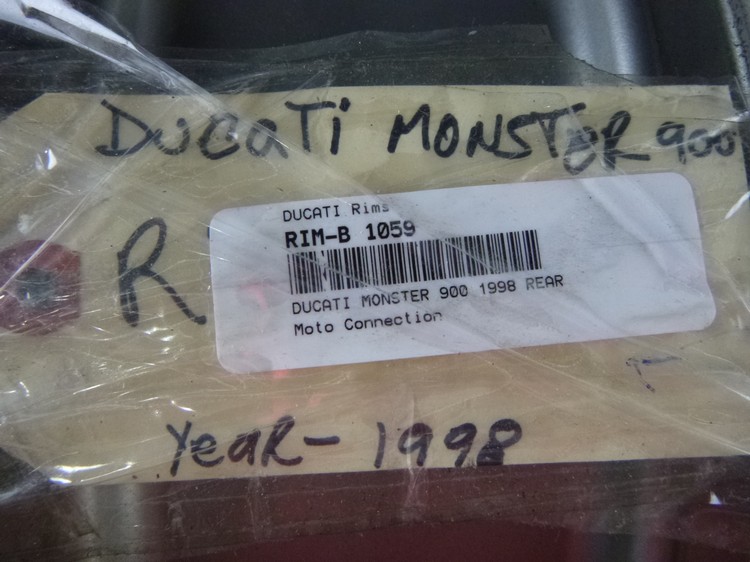 DUCATi MONSTER 900
DUCATI Rims
RIM-B 1059
R
DUCATI MONSTER 900 1998 REAR
Moto Connection
Year - 1998